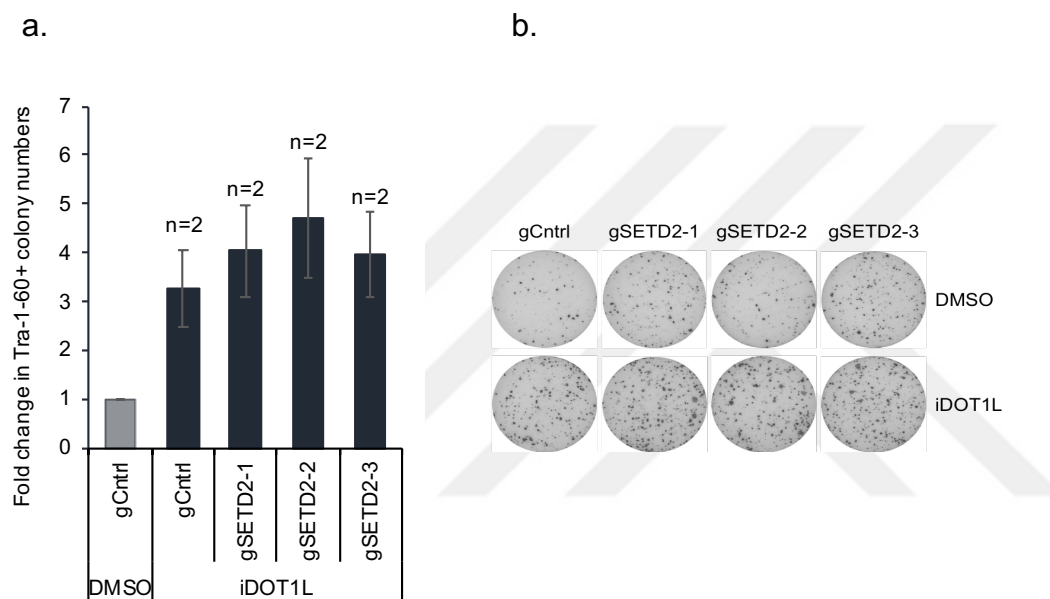 a.
b.
Fold change in Tra-1-60+ colony numbers
7
6
5
4
3
2
1
0
n=2
n=2
n=2
n=2
gCntrl
gCntrl
gSETD2-1
gSETD2-2
gSETD2-3
DMSO
iDOT1L
gCntrl gSETD2-1 gSETD2-2 gSETD2-3
DMSO
iDOT1L